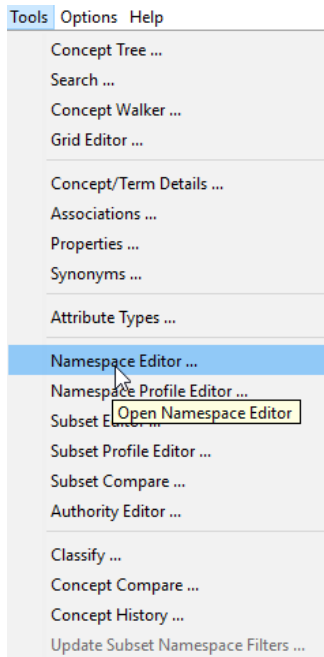 Tools Options Help
Concept Tree ...
Search ...
Concept Walker ...
Grid Editor ...
Concept/Term Details ...
Associations ...
Properties ...
Synonyms ...
Attribute Types ...
Namespace Editor ...
Namespace Profile Editor ...
Open Namespace Editor
Subset Editor ...
Subset Profile Editor ...
Subset Compare ...
Authority Editor ...
Classify ...
Concept Compare ...
Concept History ...
Update Subset Namespace Filters ...